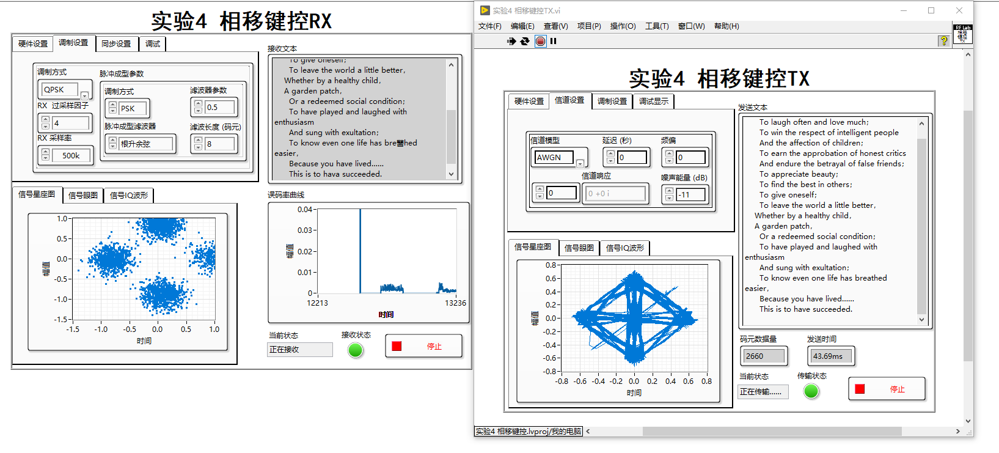 实验4 相移键控RX
硬件设置 调制设置 同步设置 调试
调制方式
QPSK
RX 过采样因子
4
RX 采样率
500k
脉冲成型参数
调制方式
PSK
脉冲成型滤波器
根升余弦
滤波器参数
0.5
滤波长度 (码元)
8
接收文本
To give oneself;
To leave the world a little better,
Whether by a healthy child,
A garden patch,
Or a redeemed social condition;
To have played and laughed with
enthusiasm
And sung with exultation;
easier,
Because you have lived......
This is to hava succeeded.
信号星座图 信号眼图 信号IQ波形
1.0
0.5
0.0
-0.5
-1.0
-1.5
幅值
-1.5 -1.0 -0.5 0.0 0.5 1.0
时间
误码率曲线
0.04
0.03
0.02
0.01
0
幅值
12213 13236
时间
当前状态
正在接收
接收状态
停止
实验4 相移键控TX.vi
文件(F) 编辑(E) 查看(V) 项目(P) 操作(O) 工具(T) 窗口(W) 帮助(H)
?
RF Lab
相移
键控
TX
实验4 相移键控TX
硬件设置 信道设置 调制设置 调试显示
信道模型
AWGN
延迟 (秒)
0
频偏
0
信道响应
0
0 +0 i
噪声能量 (dB)
-11
发送文本
To laugh often and love much;
To win the respect of intelligent people
And the affection of children;
To earn the approbation of honest critics
And endure the betrayal of false friends;
To appreciate beauty;
To find the best in others;
To give oneself;
To leave the world a little better,
Whether by a healthy child,
A garden patch,
Or a redeemed social condition;
To have played and laughed with
enthusiasm
And sung with exultation;
To know even one life has breathed
easier,
Because you have lived......
This is to have succeeded.
信号星座图 信号眼图 信号IQ波形
0.8
0.6
0.4
0.2
0.0
-0.2
-0.4
-0.6
-0.8
幅值
-0.8 -0.6 -0.4 -0.2 0.0 0.2 0.4 0.6 0.8
时间
码元数据量
2660
发送时间
43.69ms
当前状态
正在传输......
传输状态
停止
实验4 相移键控.lvproj/我的电脑